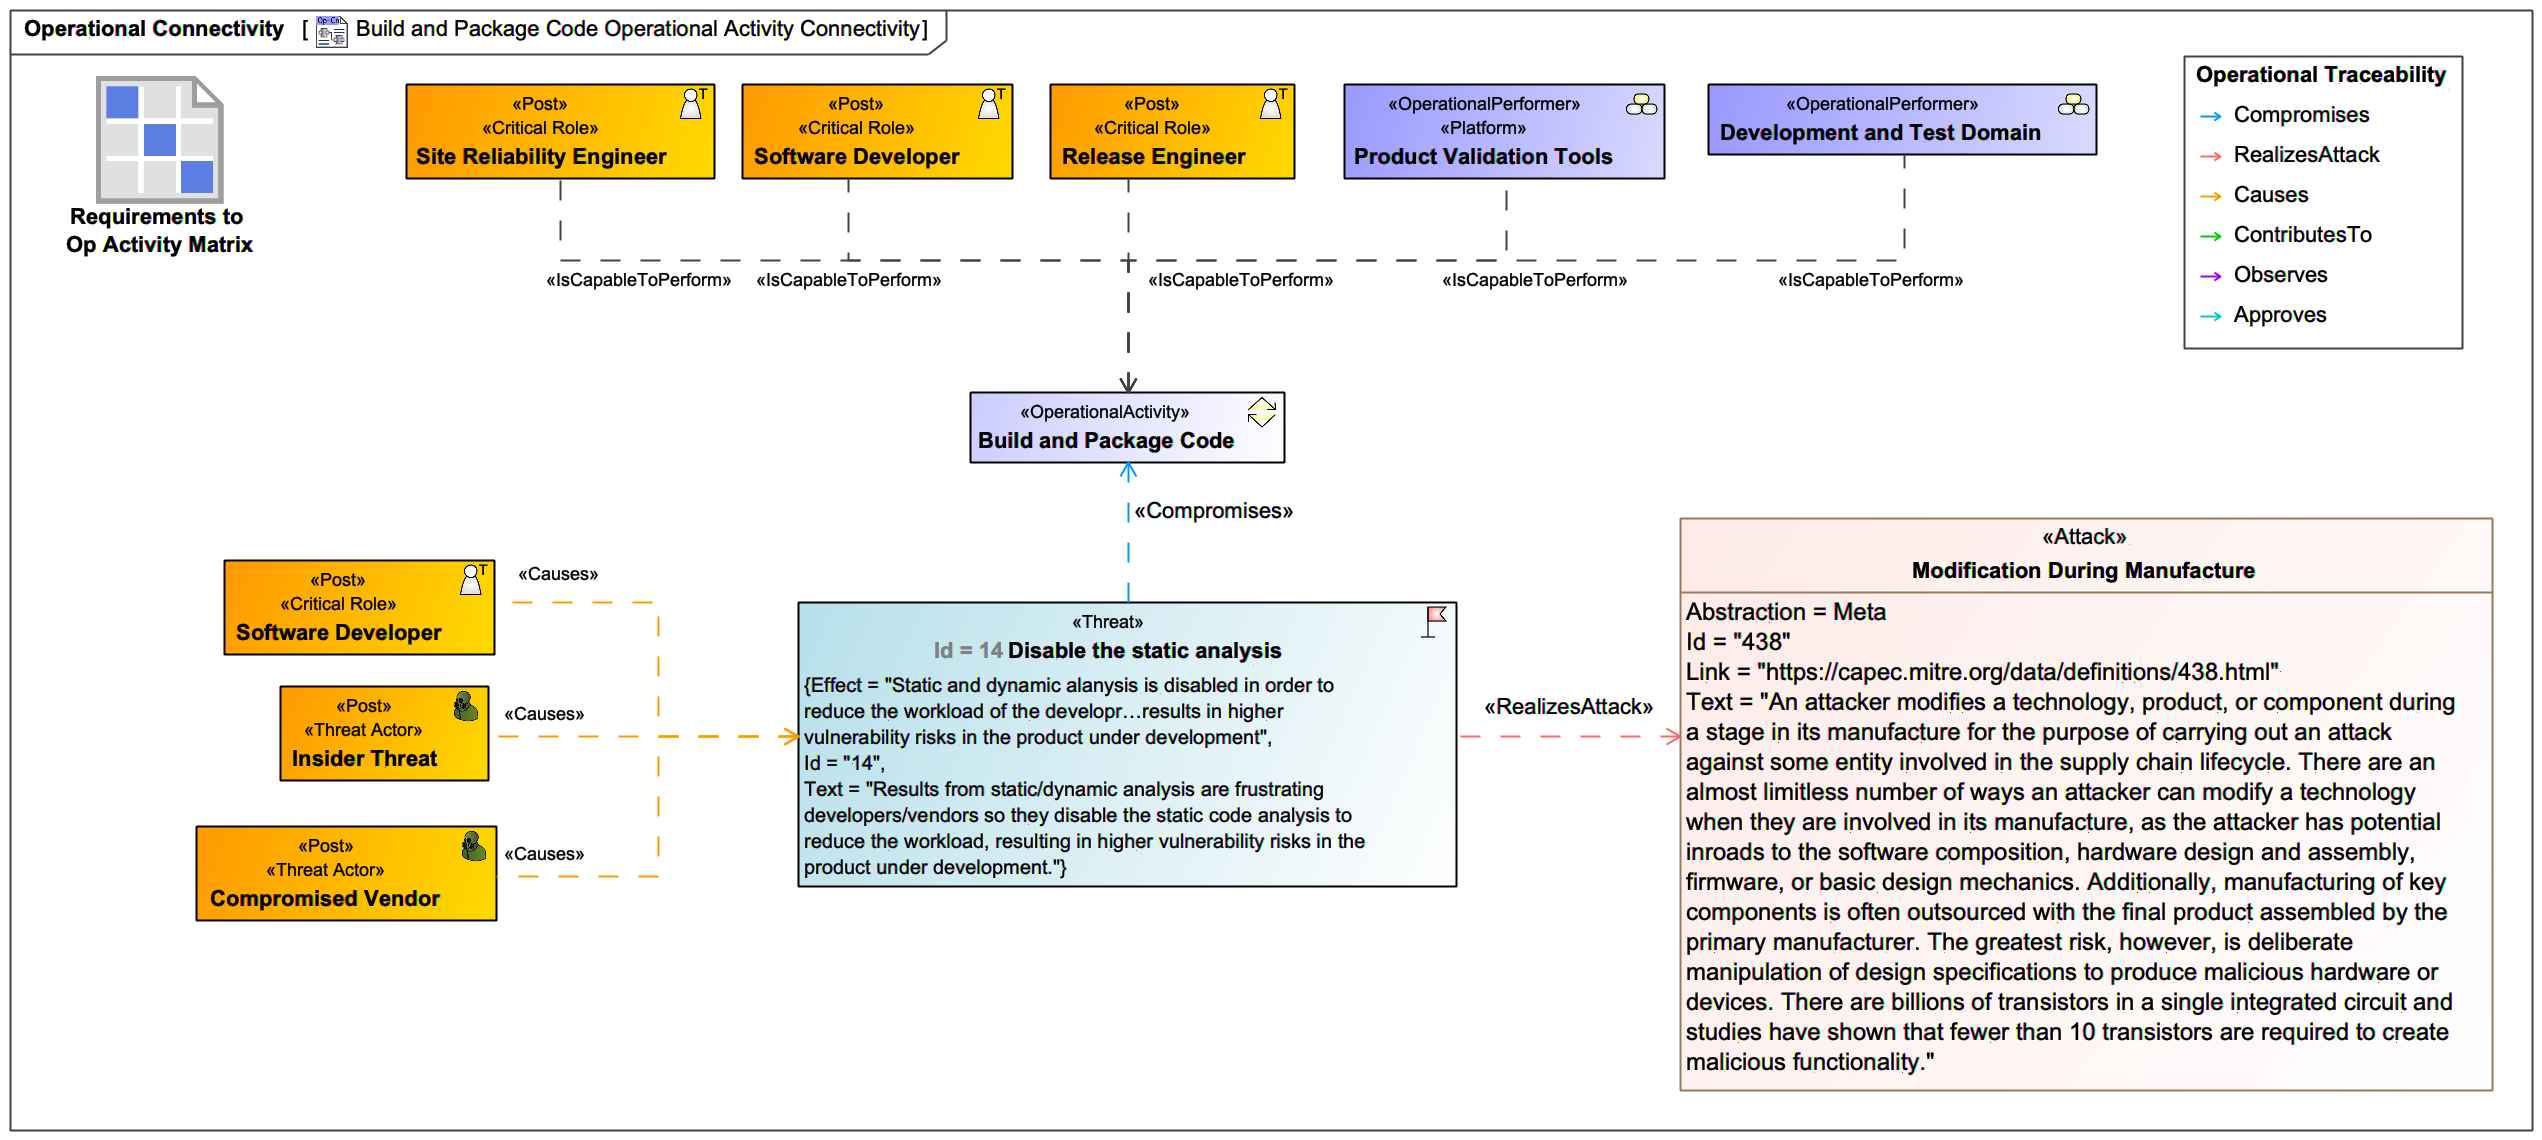 Operational Connectivity [ Build and Package Code Operational Activity Connectivity]
Op-Cn
Requirements to
Op Activity Matrix
«Post»
«Critical Role»
Site Reliability Engineer
T
«Post»
«Critical Role»
Software Developer
T
«Post»
«Critical Role»
Release Engineer
T
«OperationalPerformer»
«Platform»
Product Validation Tools
«OperationalPerformer»
Development and Test Domain
Operational Traceability
Compromises
RealizesAttack
Causes
ContributesTo
Observes
Approves
«IsCapableToPerform»
«IsCapableToPerform»
«IsCapableToPerform»
«IsCapableToPerform»
«IsCapableToPerform»
«OperationalActivity»
Build and Package Code
«Compromises»
«Post»
«Critical Role»
Software Developer
T
«Causes»
«Post»
«Threat Actor»
Insider Threat
«Causes»
«Post»
«Threat Actor»
Compromised Vendor
«Causes»
«Threat»
Id = 14 Disable the static analysis
{Effect = "Static and dynamic alanysis is disabled in order to
reduce the workload of the developr...results in higher
vulnerability risks in the product under development",
Id = "14",
Text = "Results from static/dynamic analysis are frustrating
developers/vendors so they disable the static code analysis to
reduce the workload, resulting in higher vulnerability risks in the
product under development."}
«RealizesAttack»
«Attack»
Modification During Manufacture
Abstraction = Meta
Id = "438"
Link = "https://capec.mitre.org/data/definitions/438.html"
Text = "An attacker modifies a technology, product, or component during
a stage in its manufacture for the purpose of carrying out an attack
against some entity involved in the supply chain lifecycle. There are an
almost limitless number of ways an attacker can modify a technology
when they are involved in its manufacture, as the attacker has potential
inroads to the software composition, hardware design and assembly,
firmware, or basic design mechanics. Additionally, manufacturing of key
components is often outsourced with the final product assembled by the
primary manufacturer. The greatest risk, however, is deliberate
manipulation of design specifications to produce malicious hardware or
devices. There are billions of transistors in a single integrated circuit and
studies have shown that fewer than 10 transistors are required to create
malicious functionality."